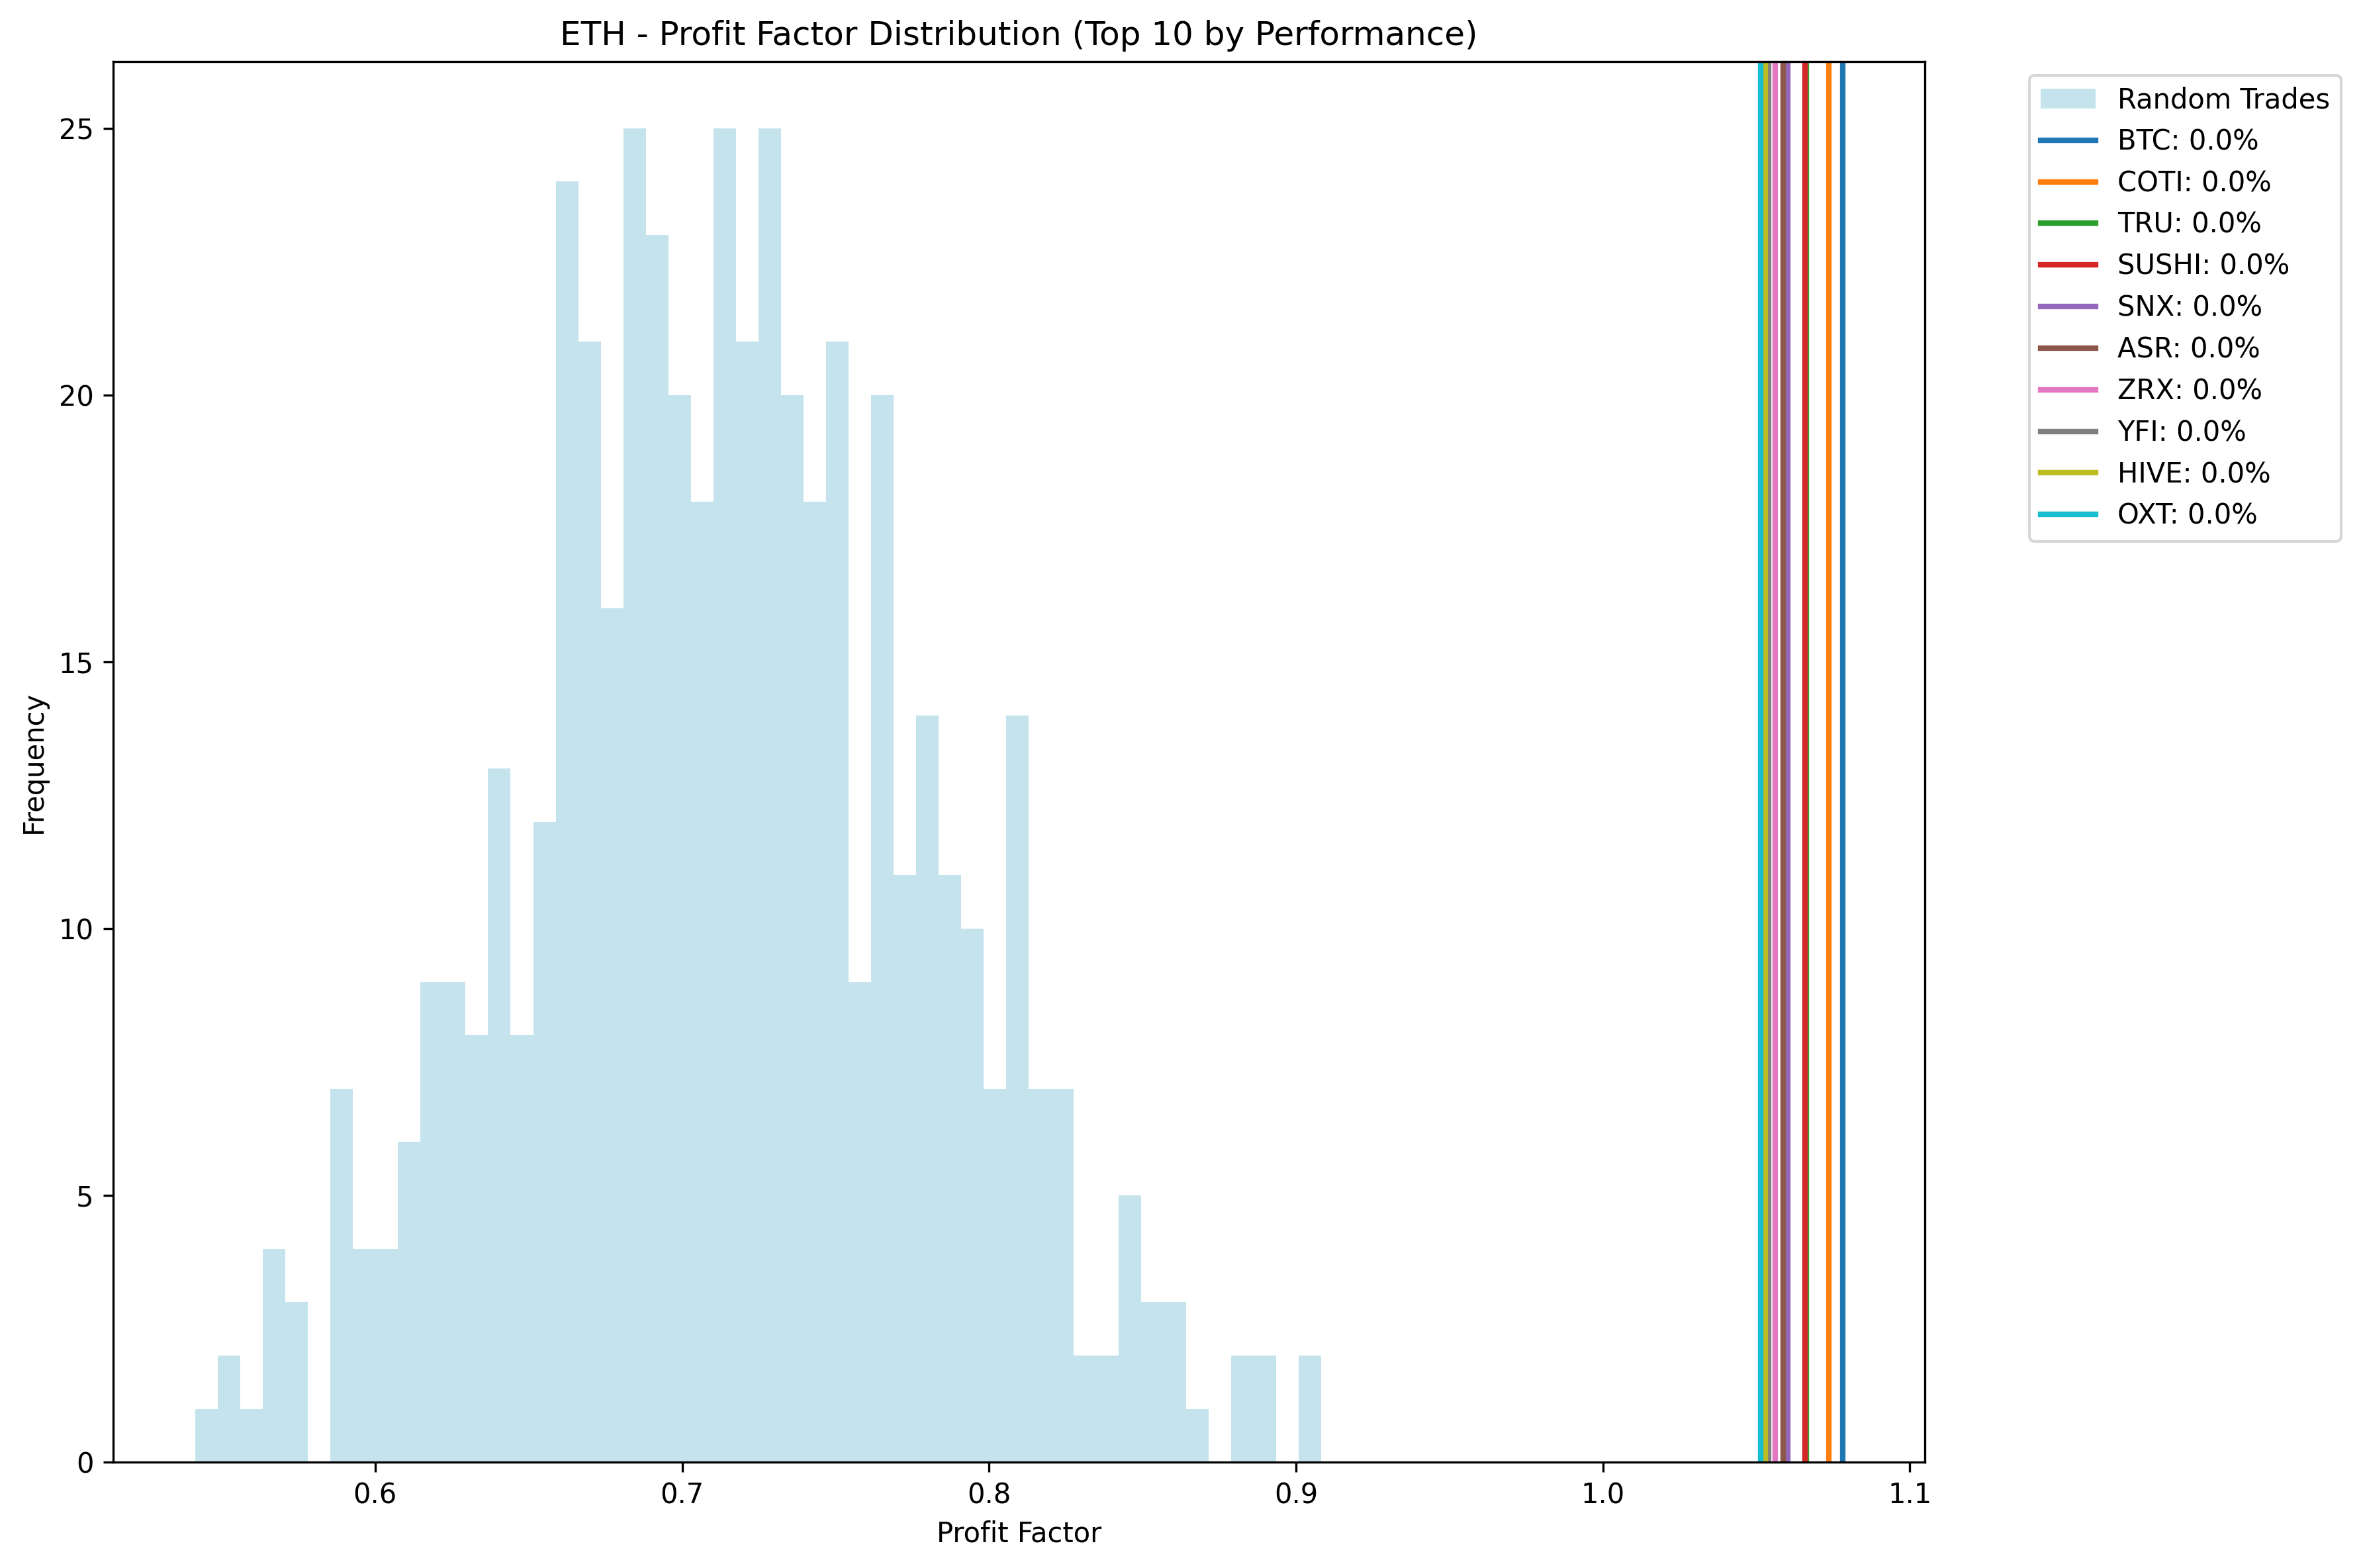 ETH - Profit Factor Distribution (Top 10 by Performance)
Random Trades
BTC: 0.0%
COTI: 0.0%
TRU: 0.0%
SUSHI: 0.0%
SNX: 0.0%
ASR: 0.0%
ZRX: 0.0%
YFI: 0.0%
HIVE: 0.0%
OXT: 0.0%
Frequency
25
20
15
10
5
0
0.6 0.7 0.8 0.9 1.0 1.1
Profit Factor